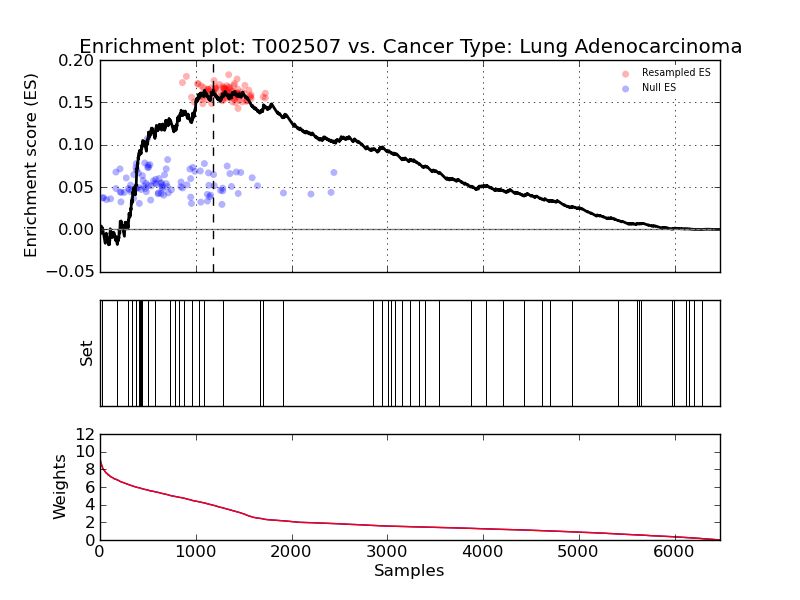 Enrichment plot: T002507 vs. Cancer Type: Lung Adenocarcinoma
Enrichment score (ES)
0.20
0.15
0.10
0.05
0.00
−0.05
Resampled ES
Null ES
Set
Weights
12
10
8
6
4
2
0
0 1000 2000 3000 4000 5000 6000
Samples